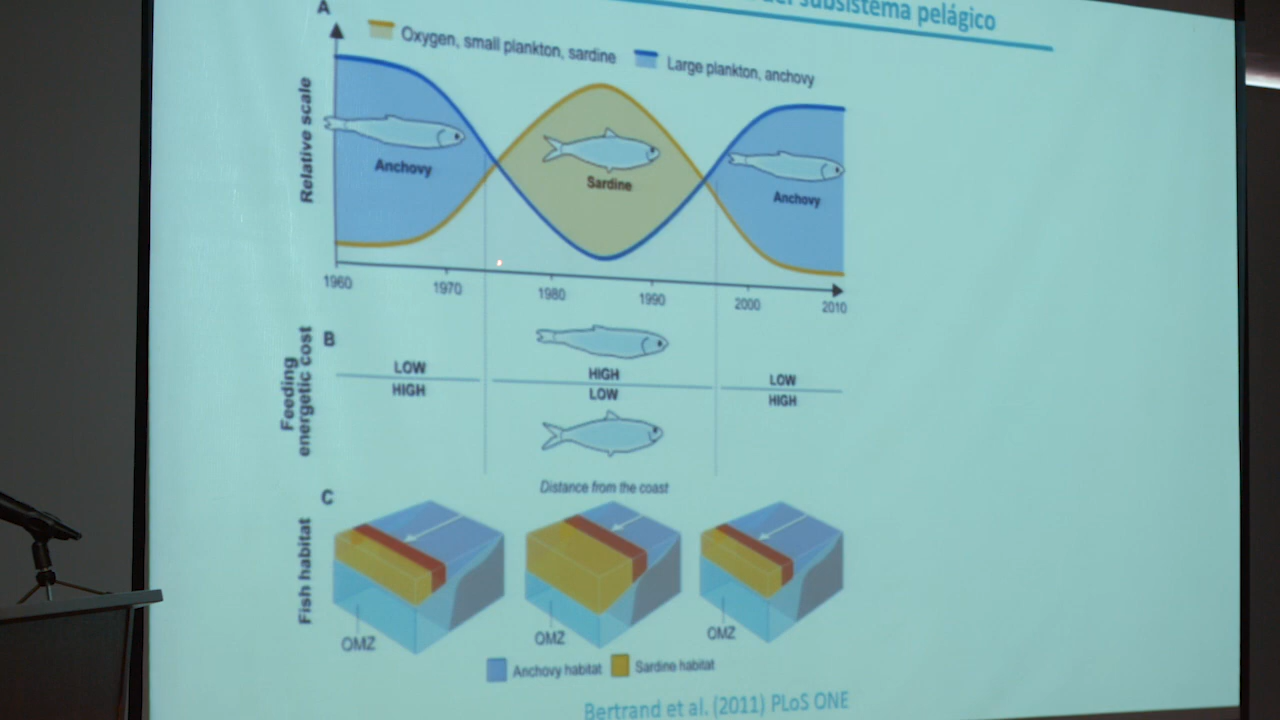 subsistema pelágico
A
Oxygen, small plankton, sardine
Large plankton, anchovy
Relative scale
Anchovy
Sardine
Anchovy
1960
1970
1980
1990
2000
2010
B
Feeding
energetic cost
LOW
HIGH
HIGH
LOW
LOW
HIGH
C
Distance from the coast
Fish habitat
OMZ
OMZ
OMZ
Anchovy habitat
Sardine habitat
Bertrand et al. (2011) PLoS ONE